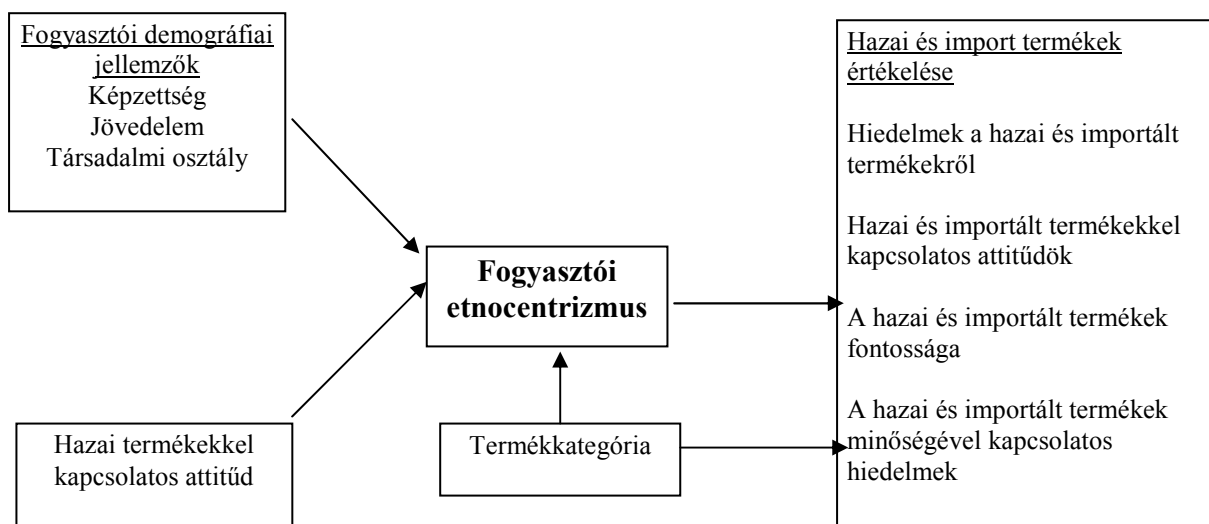 Fogyasztói demográfiai
jellemzők
Képzettség
Jövedelem
Társadalmi osztály
Hazai termékekkel
kapcsolatos attitűd
Fogyasztói
etnocentrizmus
Termékkategória
Hazai és import termékek
értékelése
Hiedelmek a hazai és importált
termékekről
Hazai és importált termékekkel
kapcsolatos attitűdök
A hazai és importált termékek
fontossága
A hazai és importált termékek
minőségével kapcsolatos
hiedelmek